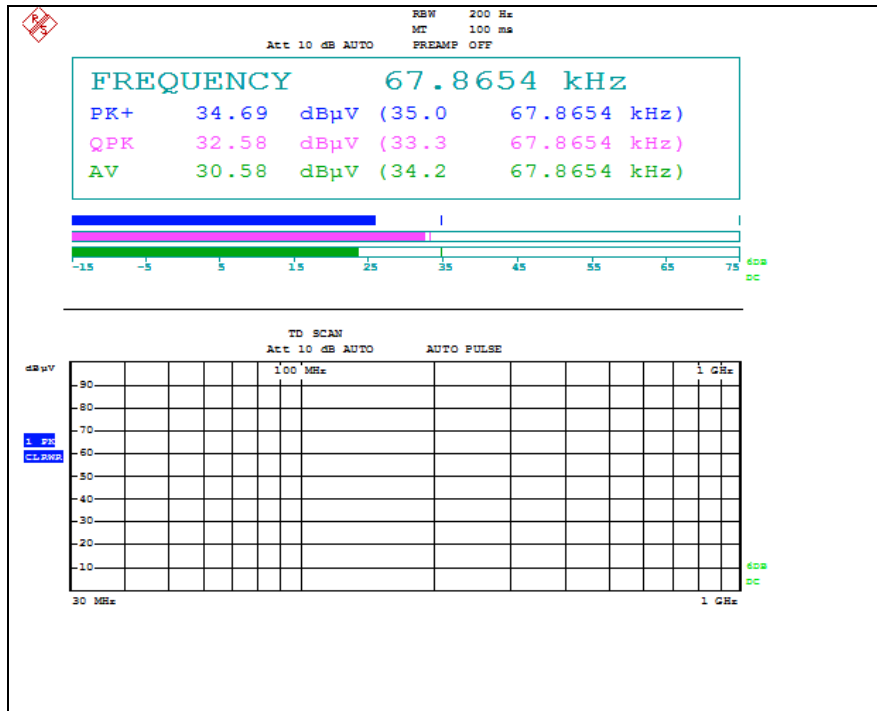 R S
RBW 200 Hz
MT 100 ms
Att 10 dB AUTO PREAMP OFF
FREQUENCY 67.8654 kHz
PK+ 34.69 dBµV (35.0 67.8654 kHz)
QPK 32.58 dBµV (33.3 67.8654 kHz)
AV 30.58 dBµV (34.2 67.8654 kHz)
-15 -5 5 15 25 35 45 55 65 75
6DB
DC
TD SCAN
Att 10 dB AUTO AUTO PULSE
dBµV
100 MHz 1 GHz
90
80
70
1 PK
CLRWR
60
50
40
30
20
10
6DB
DC
30 MHz 1 GHz